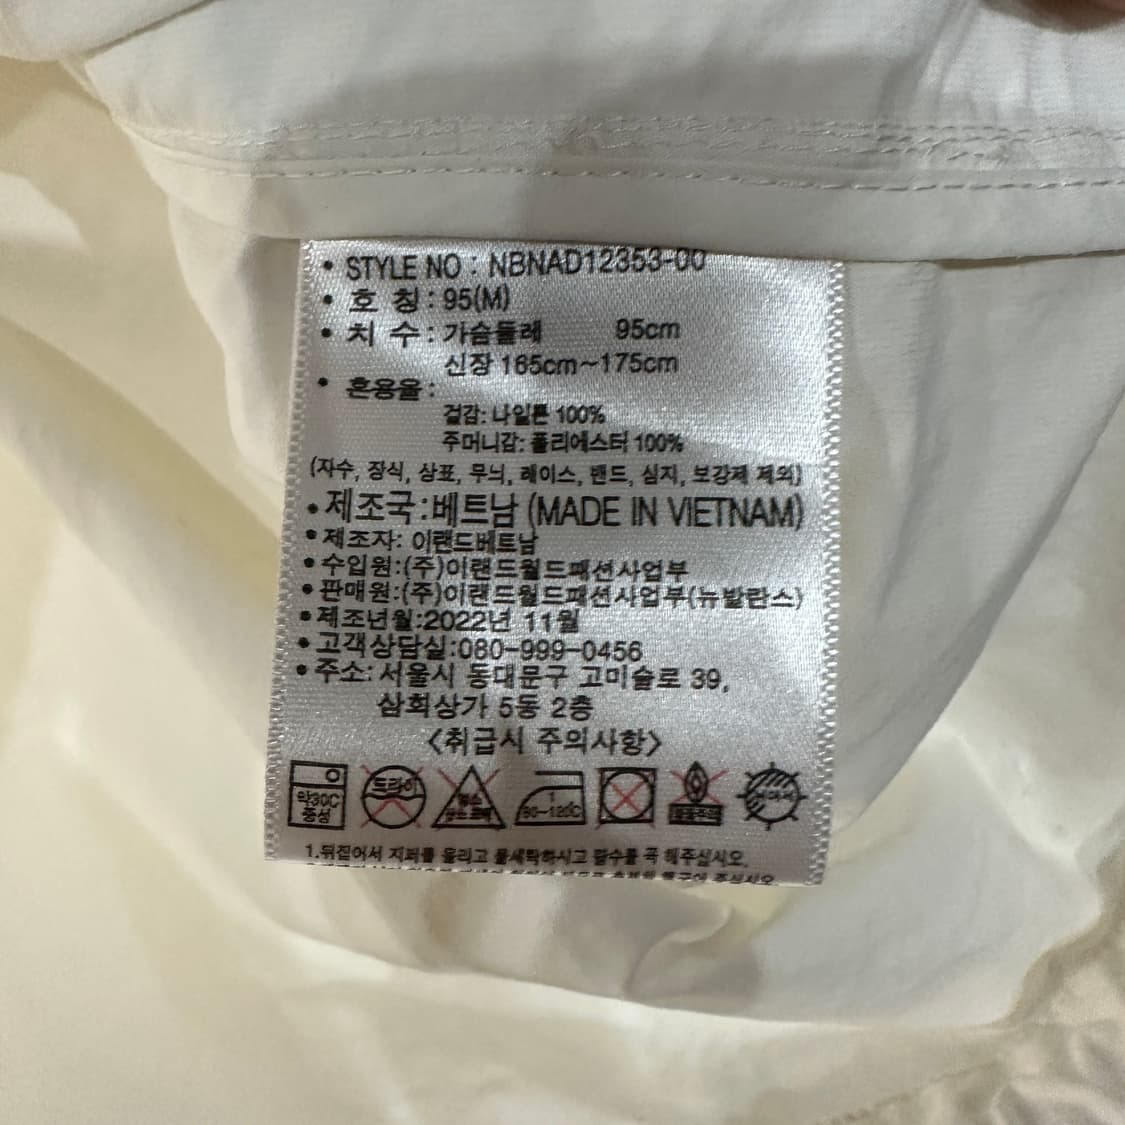 • STYLE NO : NBNAD12353-00
• 호 칭 : 95(M)
• 치 수 : 가슴둘레 95cm
신장 165cm~175cm
• 혼용율 :
겉감: 나일론 100%
주머니감: 폴리에스터 100%
(자수, 장식, 상표, 무늬, 레이스, 밴드, 심지, 보강재 제외)
• 제조국:베트남 (MADE IN VIETNAM)
• 제조자: 이랜드베트남
• 수입원:(주)이랜드월드패션사업부
• 판매원:(주)이랜드월드패션사업부(뉴발란스)
• 제조년월:2022년 11월
• 고객상담실:080-999-0456
• 주소: 서울시 동대문구 고미술로 39,
삼희상가 5동 2층
<취급시 주의사항>
약30℃ 중성
드라이
1 80~120℃
1.뒤집어서 지퍼를 올리고 물세탁하시고 탈수를 꼭 해주십시오.